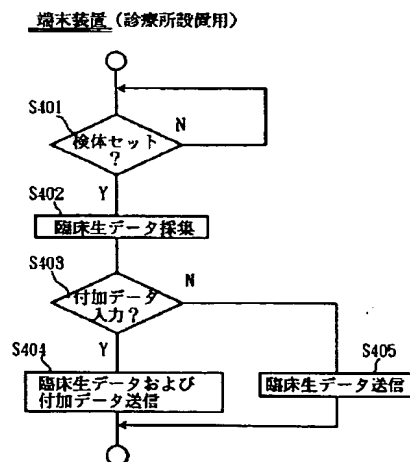 端末装置(診療所設置用)
S401
検体セット
?
N
Y
S402
臨床生データ採集
S403
付加データ
入力?
N
Y
S404
臨床生データおよび
付加データ送信
S405
臨床生データ送信